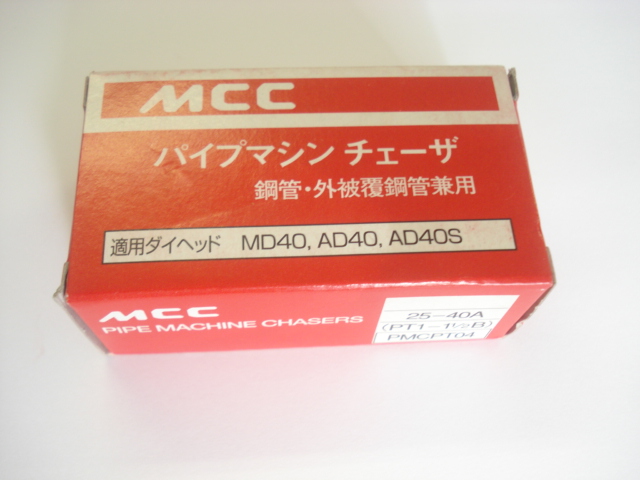 MCC
パイプマシン チェーザ
鋼管・外被覆鋼管兼用
適用ダイヘッド MD40, AD40, AD40S
MCC
PIPE MACHINE CHASERS
25-40A
(PT1-1 1/2B)
PMCPT04